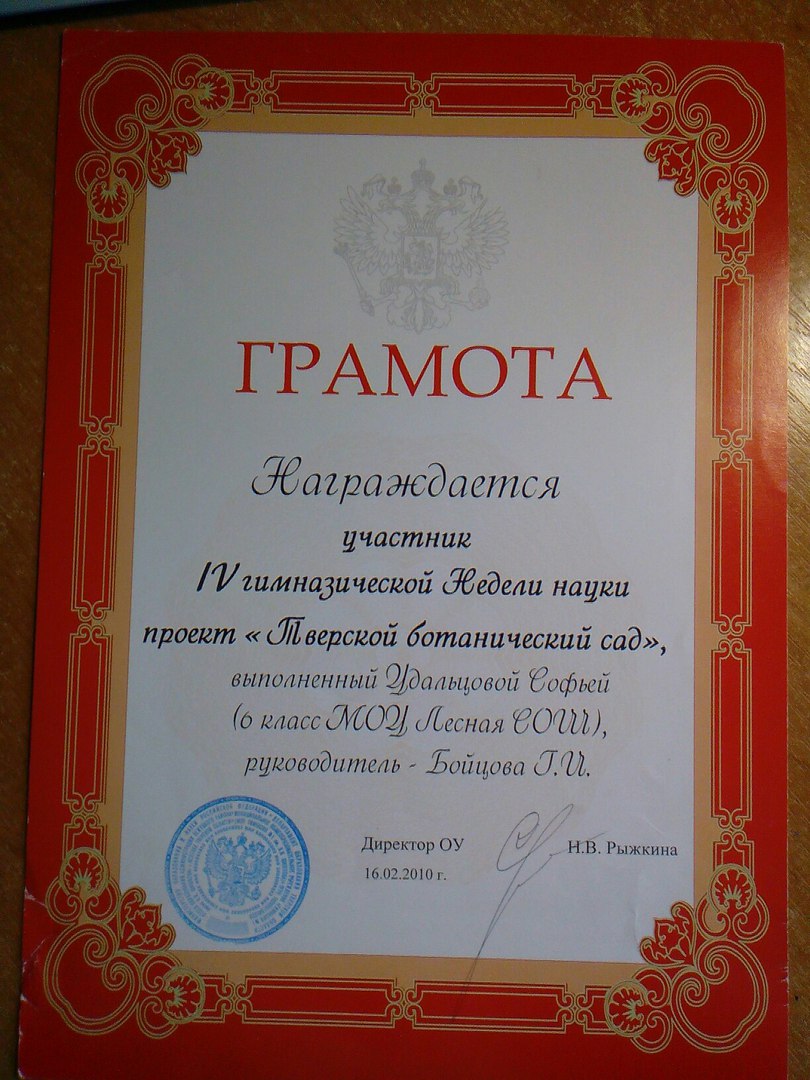 ГРАМОТА
Награждается
участник
IV гимназической Недели науки
проект «Тверской ботанический сад»,
выполненный Удальцовой Софьей
(6 класс МОУ Лесная СОШ),
руководитель - Бойцова Г.И.
Директор ОУ Н.В. Рыжкина
16.02.2010 г.